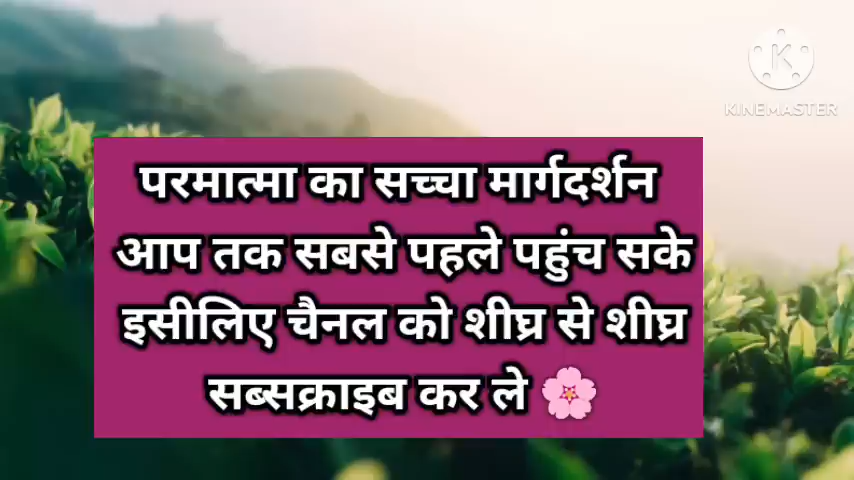 KINEMASTER
परमात्मा का सच्चा मार्गदर्शन
आप तक सबसे पहले पहुंच सके
इसीलिए चैनल को शीघ्र से शीघ्र
सब्सक्राइब कर ले 🌸